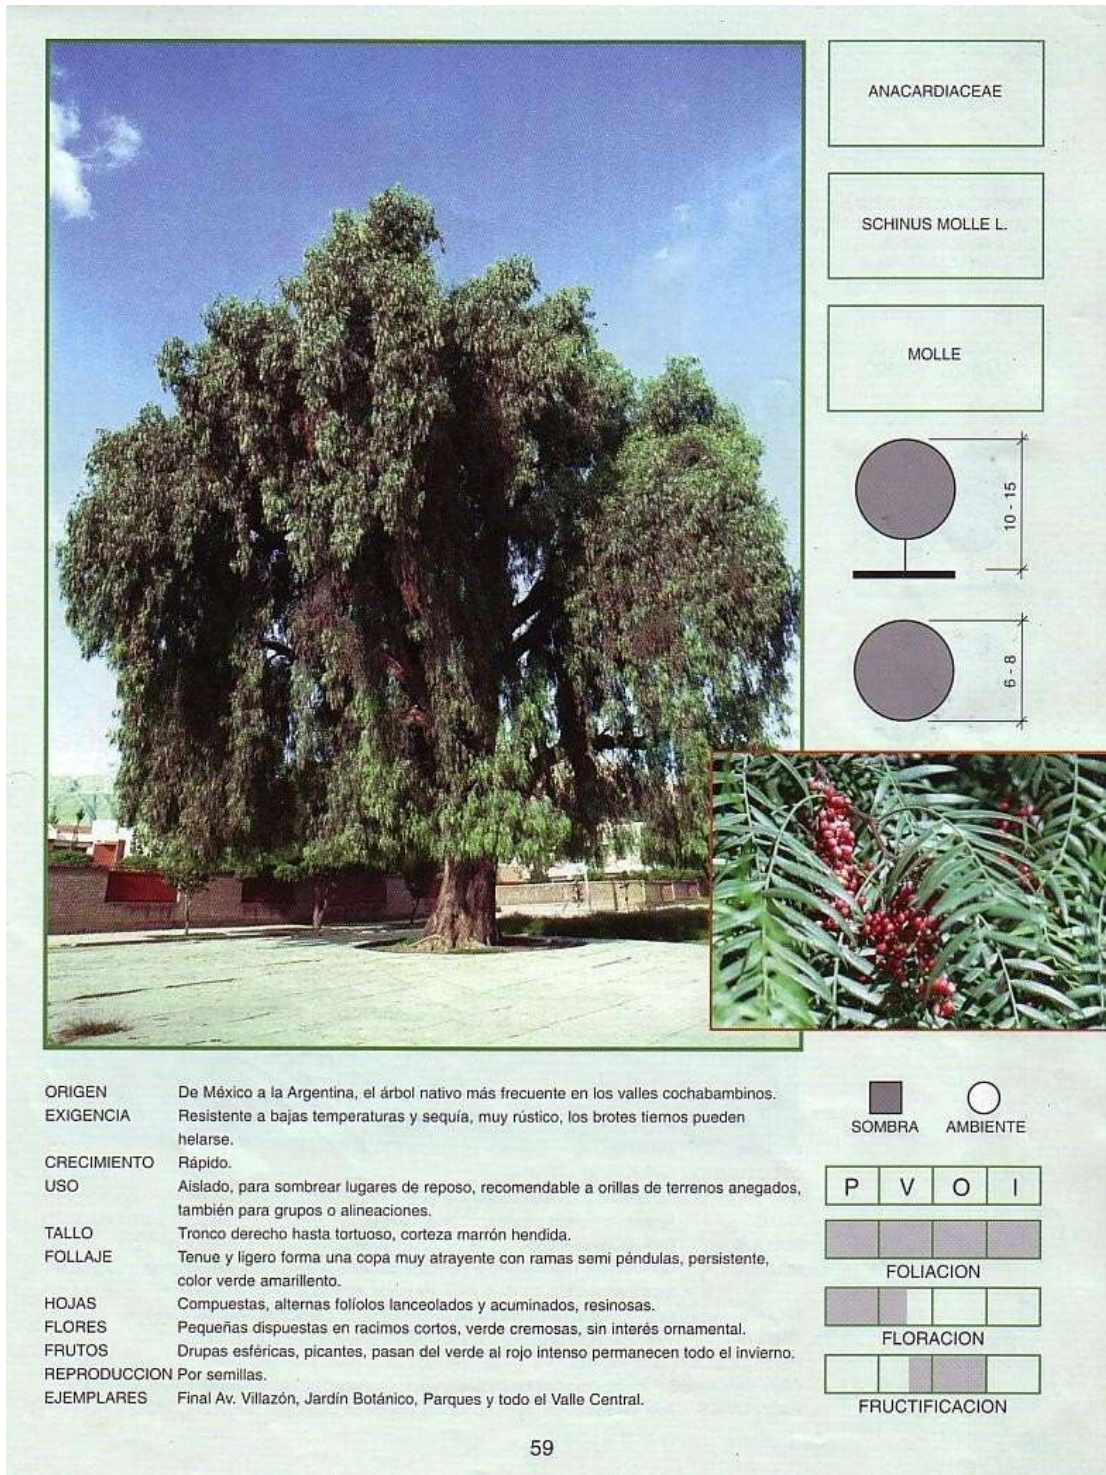 ANACARDIACEAE
SCHINUS MOLLE L.
MOLLE
10 - 15
6 - 8
ORIGEN De México a la Argentina, el árbol nativo más frecuente en los valles cochabambinos.
EXIGENCIA Resistente a bajas temperaturas y sequía, muy rústico, los brotes tiernos pueden
helarse.
CRECIMIENTO Rápido.
USO Aislado, para sombrear lugares de reposo, recomendable a orillas de terrenos anegados,
también para grupos o alineaciones.
TALLO Tronco derecho hasta tortuoso, corteza marrón hendida.
FOLLAJE Tenue y ligero forma una copa muy atrayente con ramas semi péndulas, persistente,
color verde amarillento.
HOJAS Compuestas, alternas folíolos lanceolados y acuminados, resinosas.
FLORES Pequeñas dispuestas en racimos cortos, verde cremosas, sin interés ornamental.
FRUTOS Drupas esféricas, picantes, pasan del verde al rojo intenso permanecen todo el invierno.
REPRODUCCION Por semillas.
EJEMPLARES Final Av. Villazón, Jardín Botánico, Parques y todo el Valle Central.
SOMBRA AMBIENTE
P V O I
FOLIACION
FLORACION
FRUCTIFICACION
59